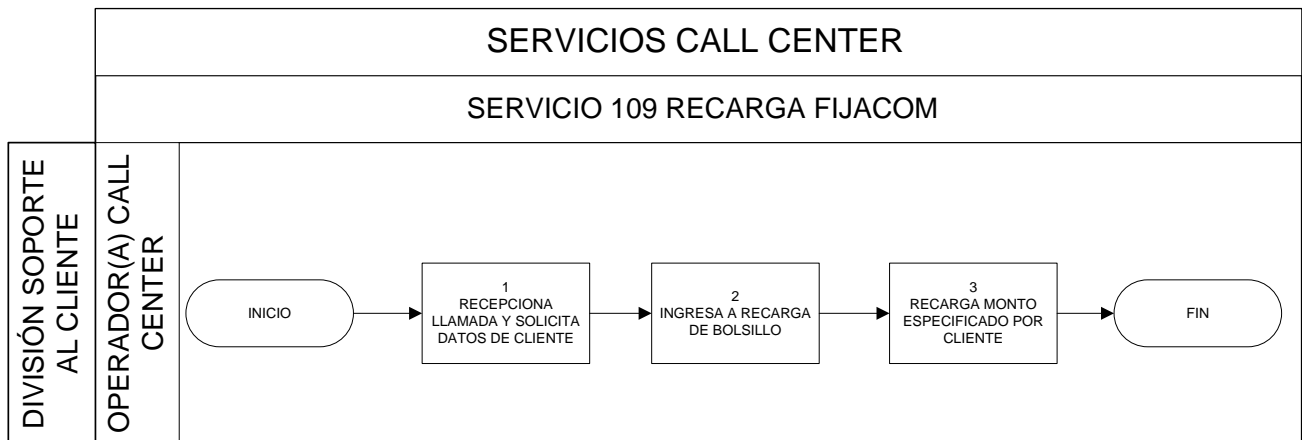 SERVICIOS CALL CENTER
SERVICIO 109 RECARGA FIJACOM
DIVISIÓN SOPORTE
AL CLIENTE
OPERADOR(A) CALL
CENTER
INICIO
1
RECEPCIONA
LLAMADA Y SOLICITA
DATOS DE CLIENTE
2
INGRESA A RECARGA
DE BOLSILLO
3
RECARGA MONTO
ESPECIFICADO POR
CLIENTE
FIN